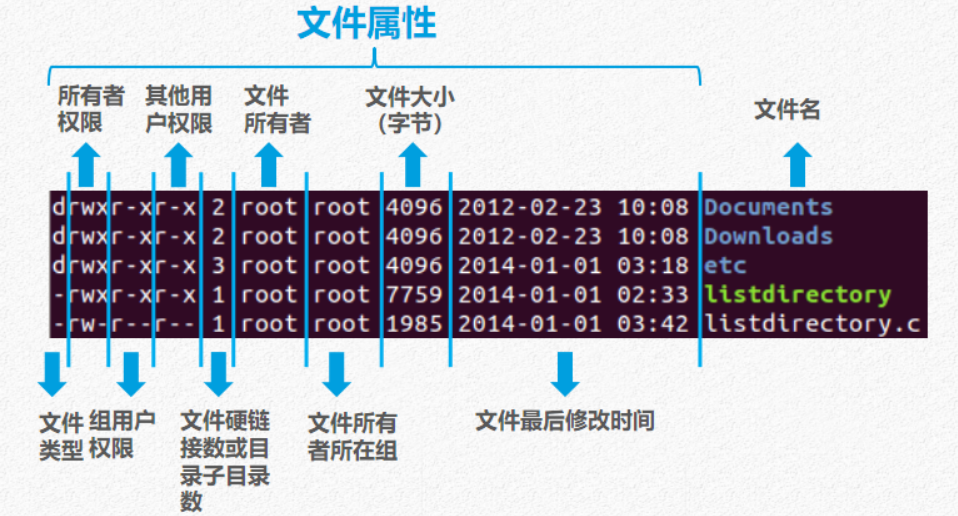 文件属性
所有者
权限
其他用
户权限
文件
所有者
文件大小
(字节)
文件名
drwxr-xr-x 2 root root 4096 2012-02-23 10:08 Documents
drwxr-xr-x 2 root root 4096 2012-02-23 10:08 Downloads
drwxr-xr-x 3 root root 4096 2014-01-01 03:18 etc
-rwxr-xr-x 1 root root 7759 2014-01-01 02:33 listdirectory
-rw-r--r-- 1 root root 1985 2014-01-01 03:42 listdirectory.c
文件
类型
组用户
权限
文件硬链
接数或目
录子目录
数
文件所有
者所在组
文件最后修改时间